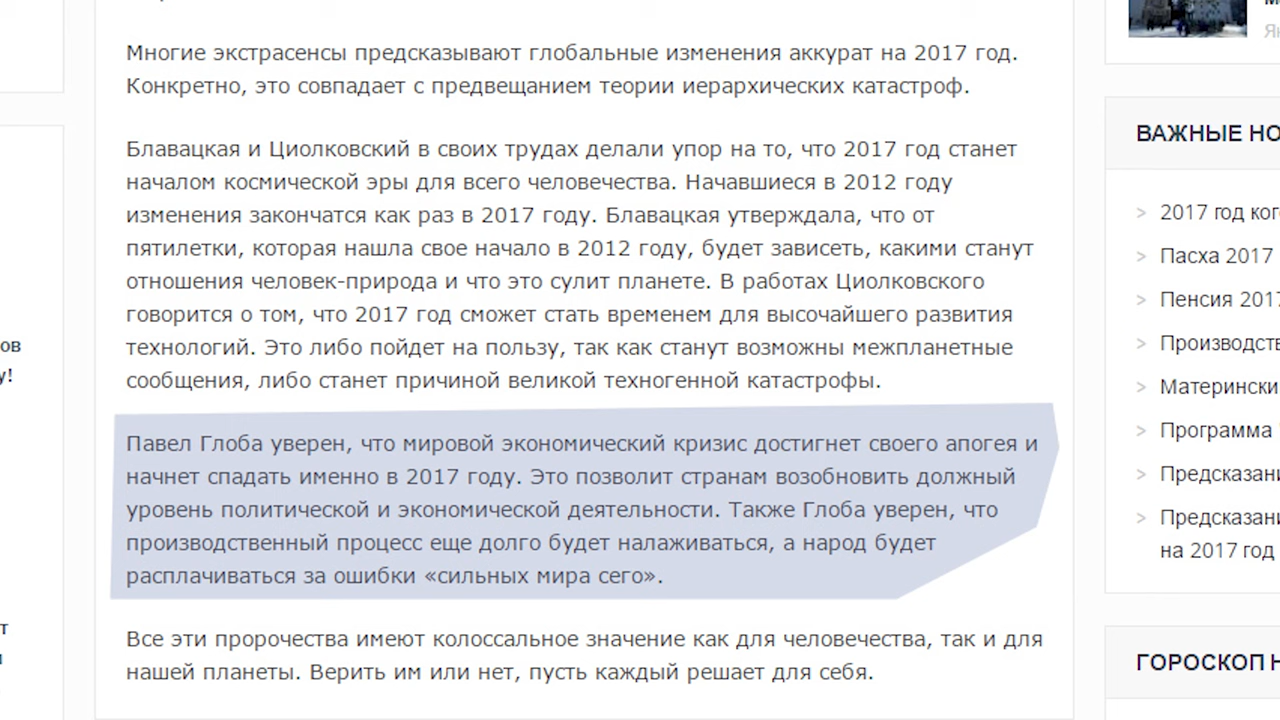 Многие экстрасенсы предсказывают глобальные изменения аккурат на 2017 год.
Конкретно, это совпадает с предвещанием теории иерархических катастроф.
Блавацкая и Циолковский в своих трудах делали упор на то, что 2017 год станет
началом космической эры для всего человечества. Начавшиеся в 2012 году
изменения закончатся как раз в 2017 году. Блавацкая утверждала, что от
пятилетки, которая нашла свое начало в 2012 году, будет зависеть, какими станут
отношения человек-природа и что это сулит планете. В работах Циолковского
говорится о том, что 2017 год сможет стать временем для высочайшего развития
технологий. Это либо пойдет на пользу, так как станут возможны межпланетные
сообщения, либо станет причиной великой техногенной катастрофы.
Павел Глоба уверен, что мировой экономический кризис достигнет своего апогея и
начнет спадать именно в 2017 году. Это позволит странам возобновить должный
уровень политической и экономической деятельности. Также Глоба уверен, что
производственный процесс еще долго будет налаживаться, а народ будет
расплачиваться за ошибки «сильных мира сего».
Все эти пророчества имеют колоссальное значение как для человечества, так и для
нашей планеты. Верить им или нет, пусть каждый решает для себя.
ов
у!
т
ВАЖНЫЕ НО
> 2017 год ког
> Пасха 2017
> Пенсия 2017
> Производств
> Матерински
> Программа
> Предсказани
> Предсказани
на 2017 год
ГОРОСКОП Н